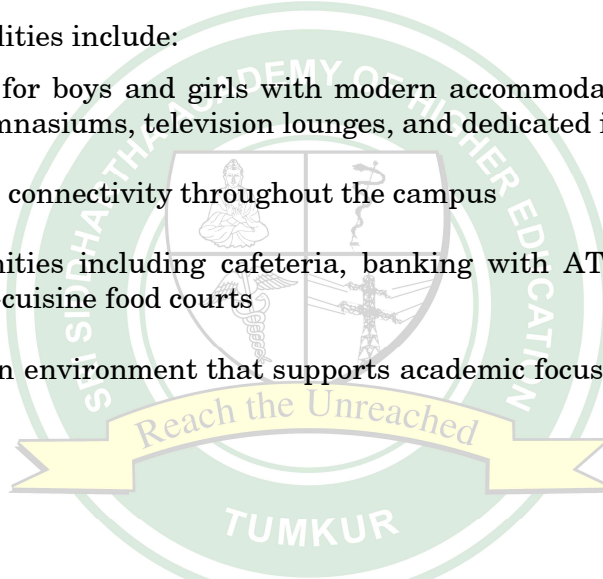 lities include:
for boys and girls with modern accommoda
mnasiums, television lounges, and dedicated i
connectivity throughout the campus
nities including cafeteria, banking with AT
-cuisine food courts
n environment that supports academic focus
SRI SIDDHARTHA ACADEMY OF HIGHER EDUCATION
Reach the Unreached
TUMKUR